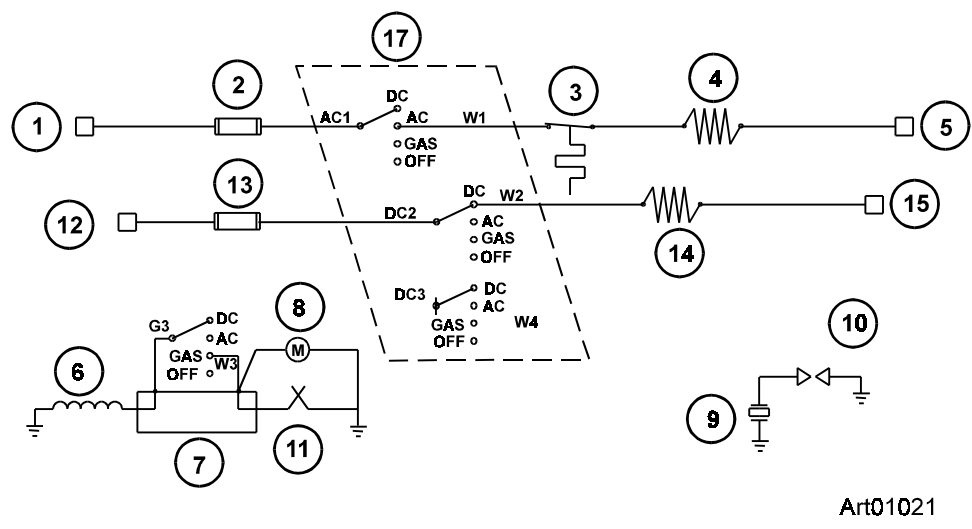 17
2
4
3
1
5
DC
AC1
AC
W1
GAS
OFF
13
12
15
14
DC
DC2
W2
AC
GAS
OFF
DC3
DC
AC
GAS
W4
OFF
8
10
G3
DC
AC
GAS
W3
OFF
M
6
9
7
11
Art01021